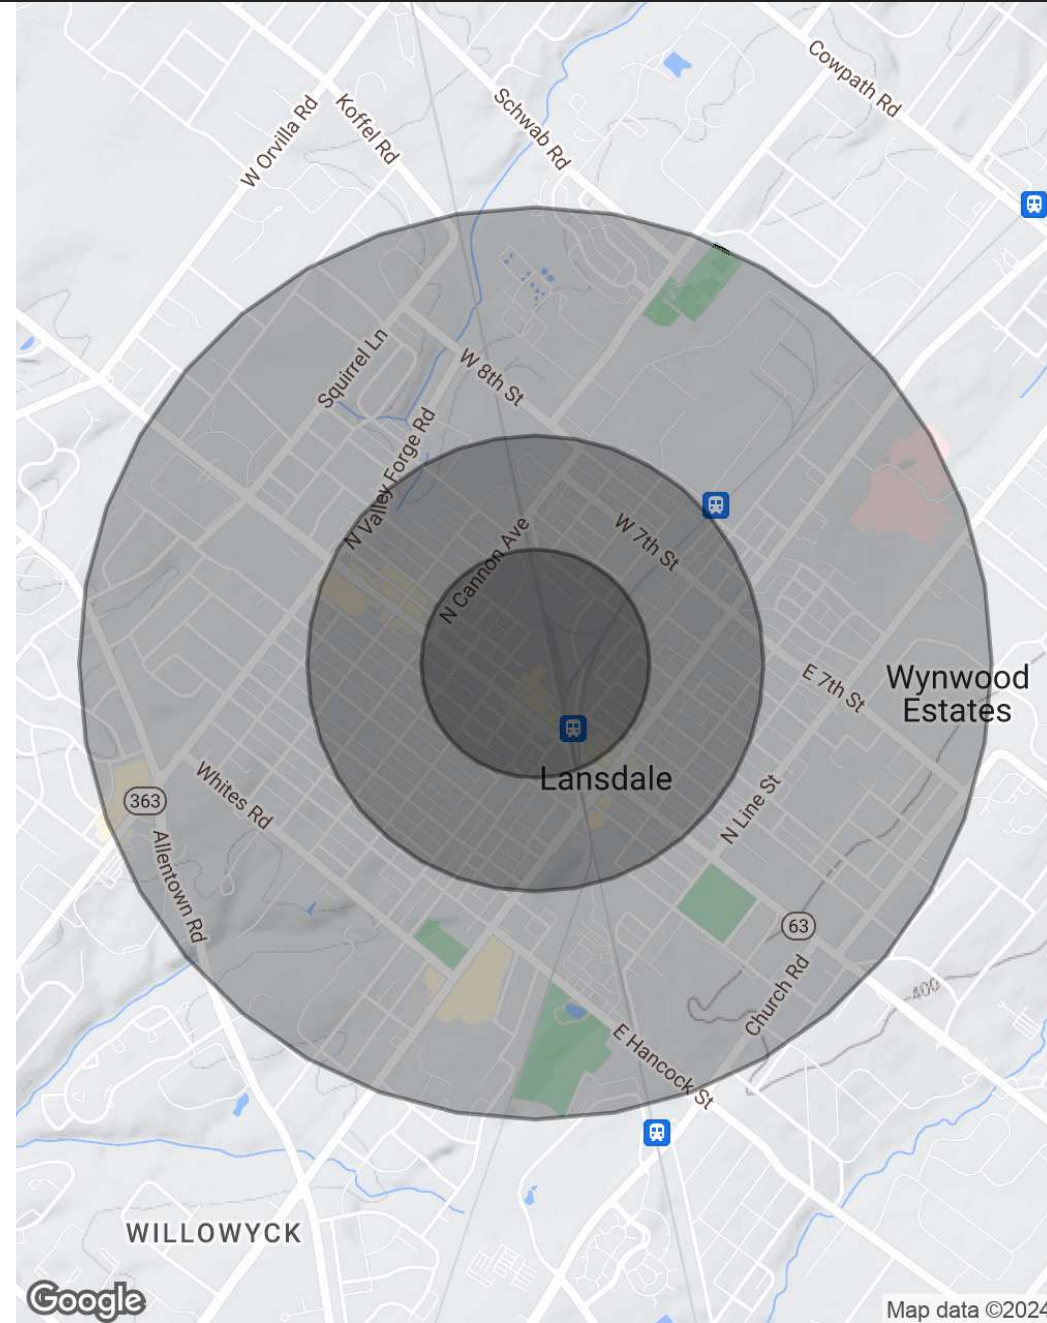 Cowpath Rd
Schwab Rd
Koffel Rd
W Orvilla Rd
Squirrel Ln
W 8th St
N Valley Forge Rd
N Cannon Ave
W 7th St
E 7th St
Wynwood
Estates
Lansdale
Whites Rd
363
N Line St
Allentown Rd
63
Church Rd
400
E Hancock St
WILLOWYCK
Google
Map data ©2024